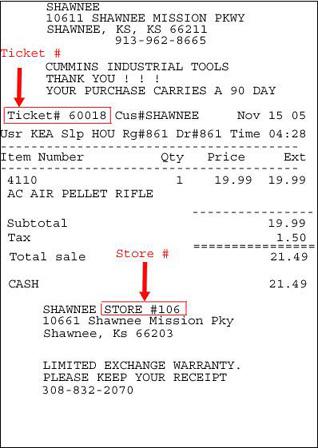 SHAWNEE
10611 SHAWNEE MISSION PKWY
SHAWNEE, KS, KS 66211
913-962-8665
Ticket #
CUMMINS INDUSTRIAL TOOLS
THANK YOU ! ! !
YOUR PURCHASE CARRIES A 90 DAY
Ticket# 60018 Cus#SHAWNEE Nov 15 05
Usr KEA Slp HOU Rg#861 Dr#861 Time 04:28
Item Number Qty Price Ext
4110 1 19.99 19.99
AC AIR PELLET RIFLE
Subtotal 19.99
Tax 1.50
Total sale 21.49
Store #
CASH 21.49
SHAWNEE STORE #106
10661 Shawnee Mission Pky
Shawnee, Ks 66203
LIMITED EXCHANGE WARRANTY.
PLEASE KEEP YOUR RECEIPT
308-832-2070